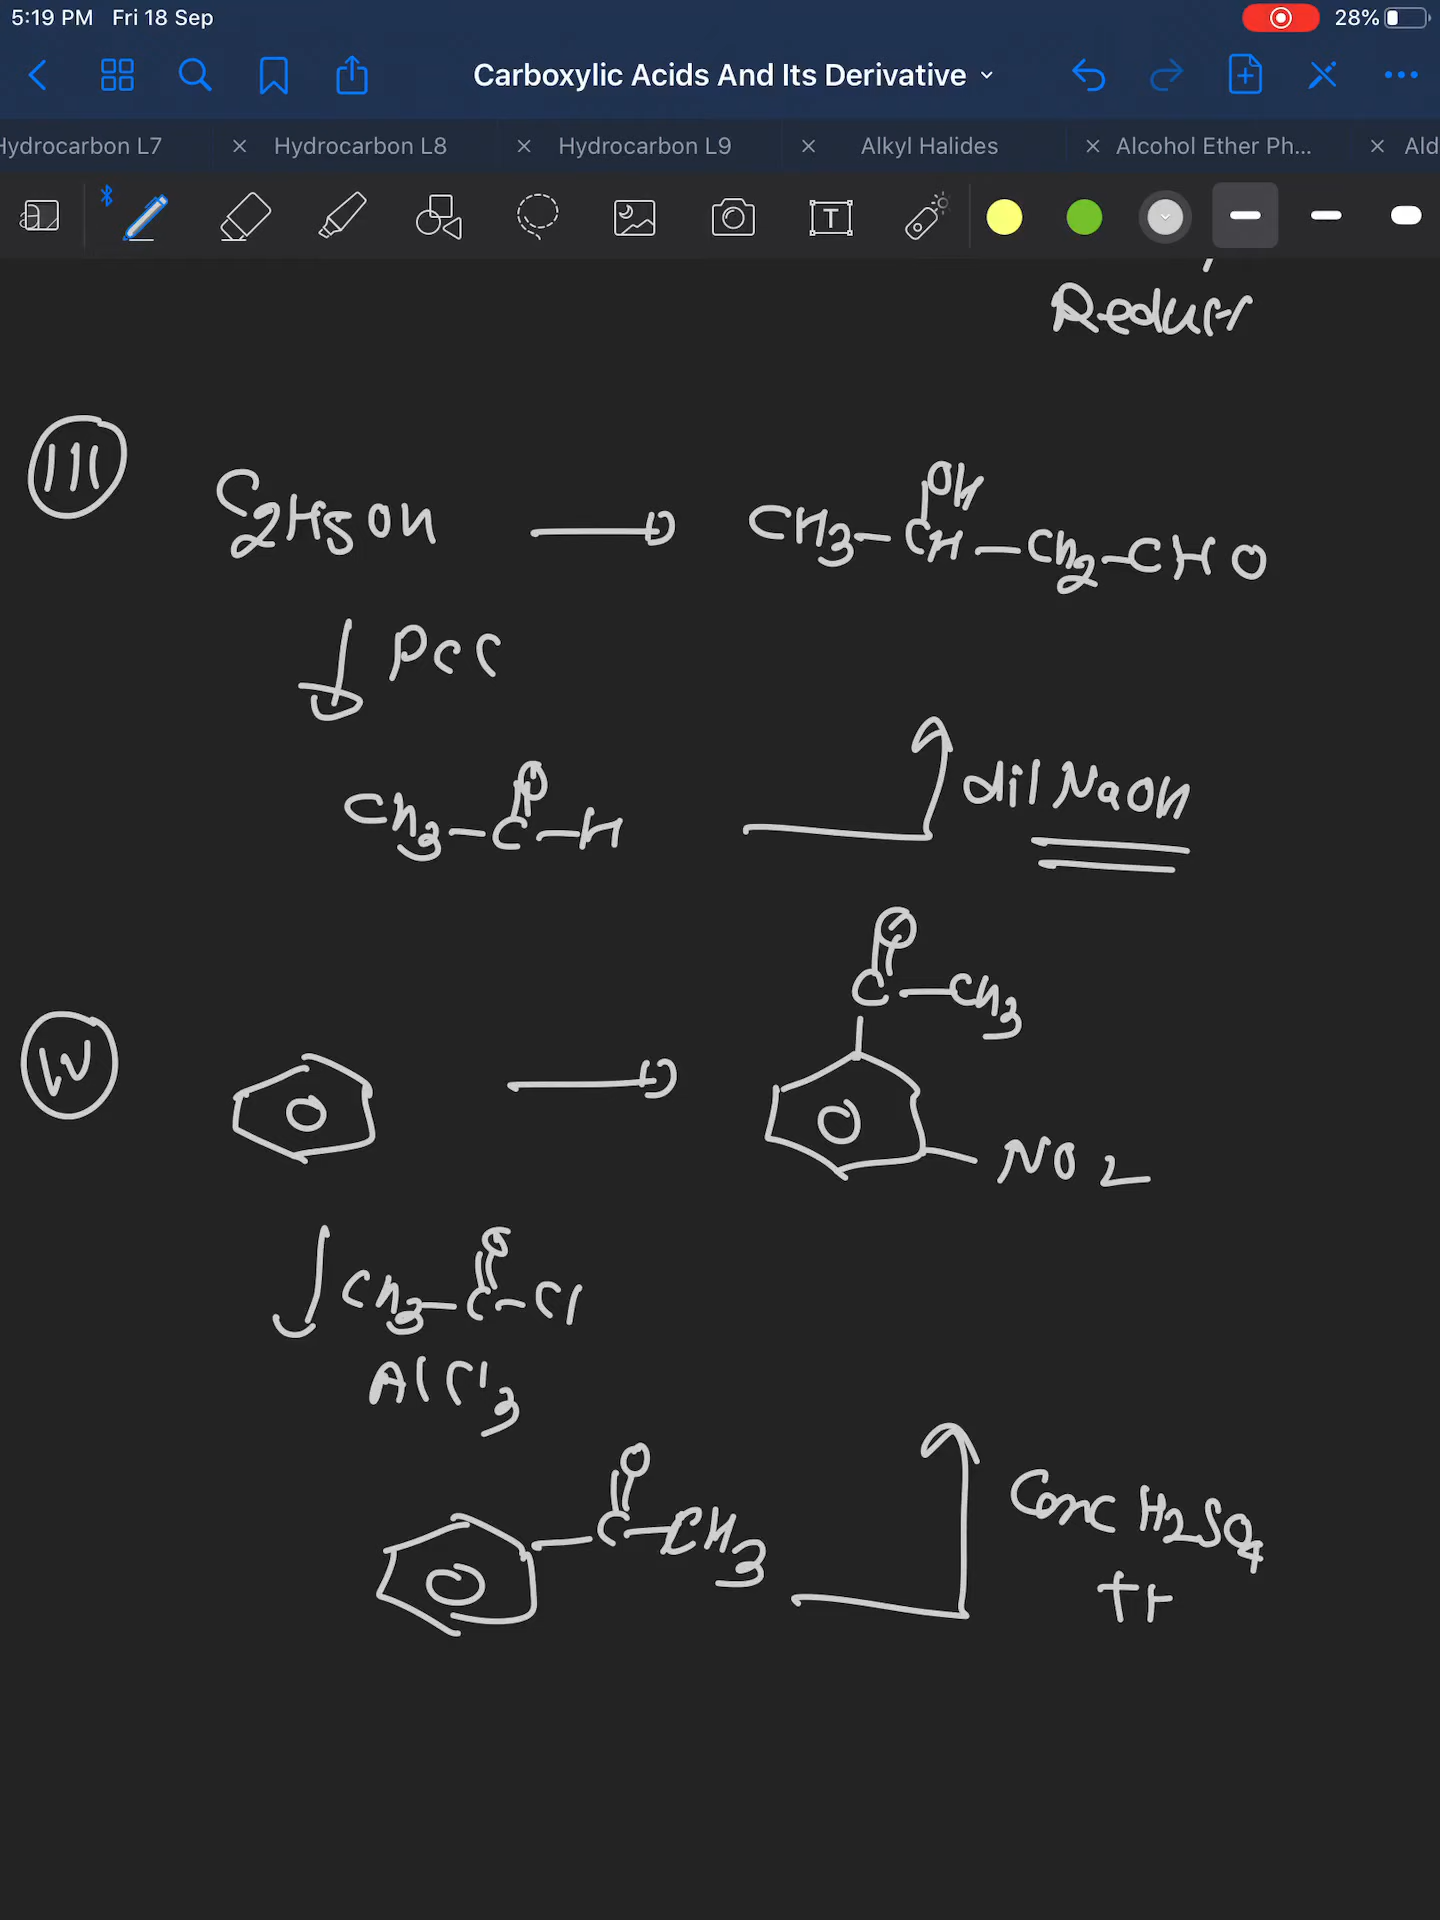 5:19 PM Fri 18 Sep 28%
Carboxylic Acids And Its Derivative
Hydrocarbon L7 × Hydrocarbon L8 × Hydrocarbon L9 × Alkyl Halides × Alcohol Ether Ph... × Ald
a T
III
C2H5OH CH3-CH-CH2-CHO
OH
PCC
CH3-C-H
O
dil NaOH
IV
O
C-CH3
NO2
O
CH3-C-Cl
AlCl3
O
C-CH3
Conc H2SO4